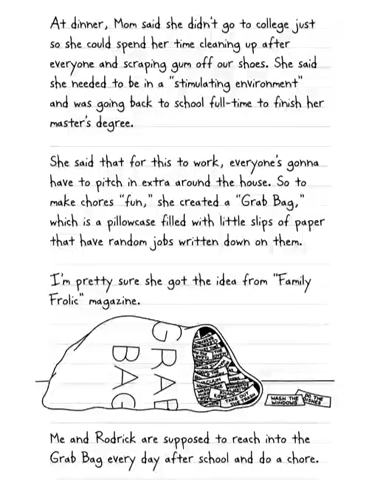 At dinner, Mom said she didn't go to college just
so she could spend her time cleaning up after
everyone and scraping gum off our shoes. She said
she needed to be in a "stimulating environment"
and was going back to school full-time to finish her
master's degree.
She said that for this to work, everyone's gonna
have to pitch in extra around the house. So to
make chores "fun," she created a "Grab Bag,"
which is a pillowcase filled with little slips of paper
that have random jobs written down on them.
I'm pretty sure she got the idea from "Family
Frolic" magazine.
GRAB
BAG
WASH THE
WINDOWS
DO THE
Me and Rodrick are supposed to reach into the
Grab Bag every day after school and do a chore.